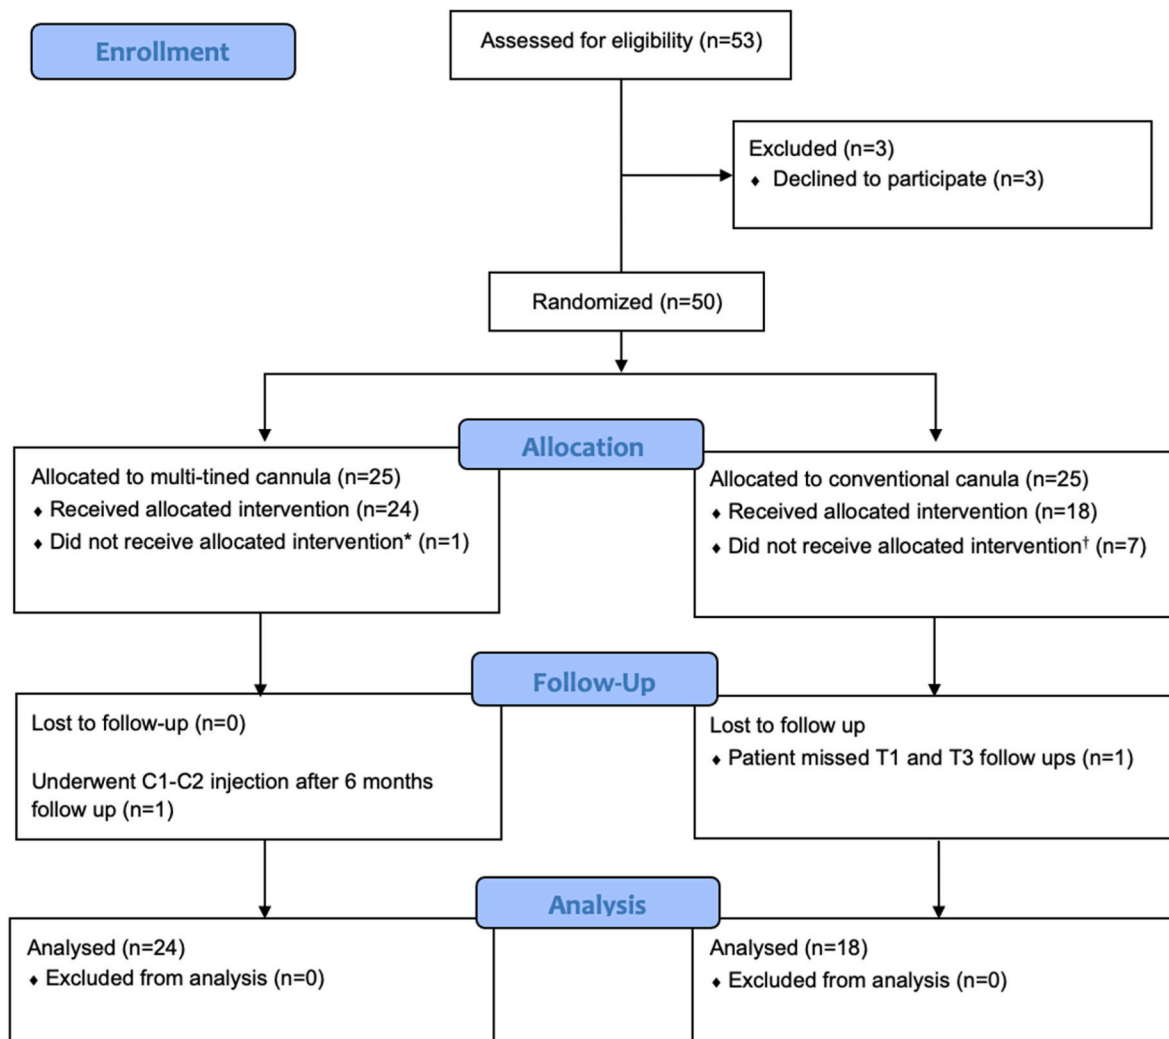 Enrollment
Assessed for eligibility (n=53)
Excluded (n=3)
♦ Declined to participate (n=3)
Randomized (n=50)
Allocation
Allocated to multi-tined cannula (n=25)
♦ Received allocated intervention (n=24)
♦ Did not receive allocated intervention* (n=1)
Allocated to conventional canula (n=25)
♦ Received allocated intervention (n=18)
♦ Did not receive allocated intervention† (n=7)
Follow-Up
Lost to follow-up (n=0)
Underwent C1-C2 injection after 6 months
follow up (n=1)
Lost to follow up
♦ Patient missed T1 and T3 follow ups (n=1)
Analysis
Analysed (n=24)
♦ Excluded from analysis (n=0)
Analysed (n=18)
♦ Excluded from analysis (n=0)